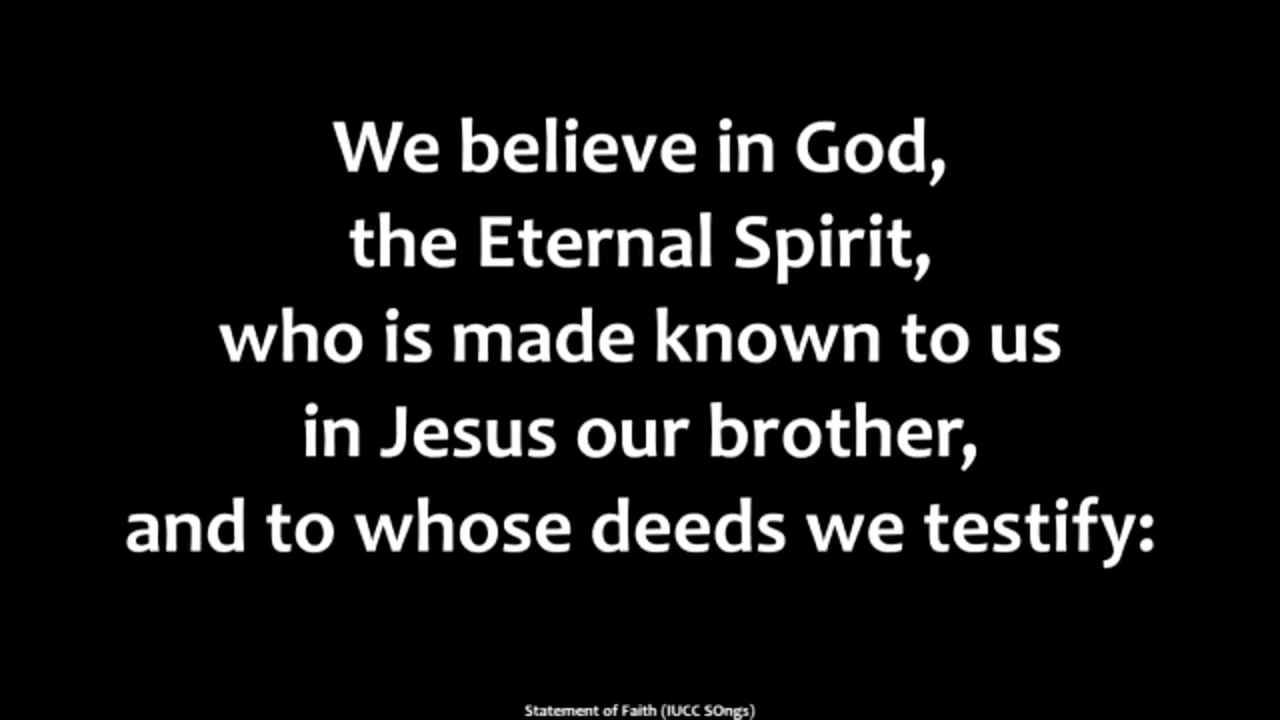 We believe in God,
the Eternal Spirit,
who is made known to us
in Jesus our brother,
and to whose deeds we testify:
Statement of Faith (IUCC SOngs)